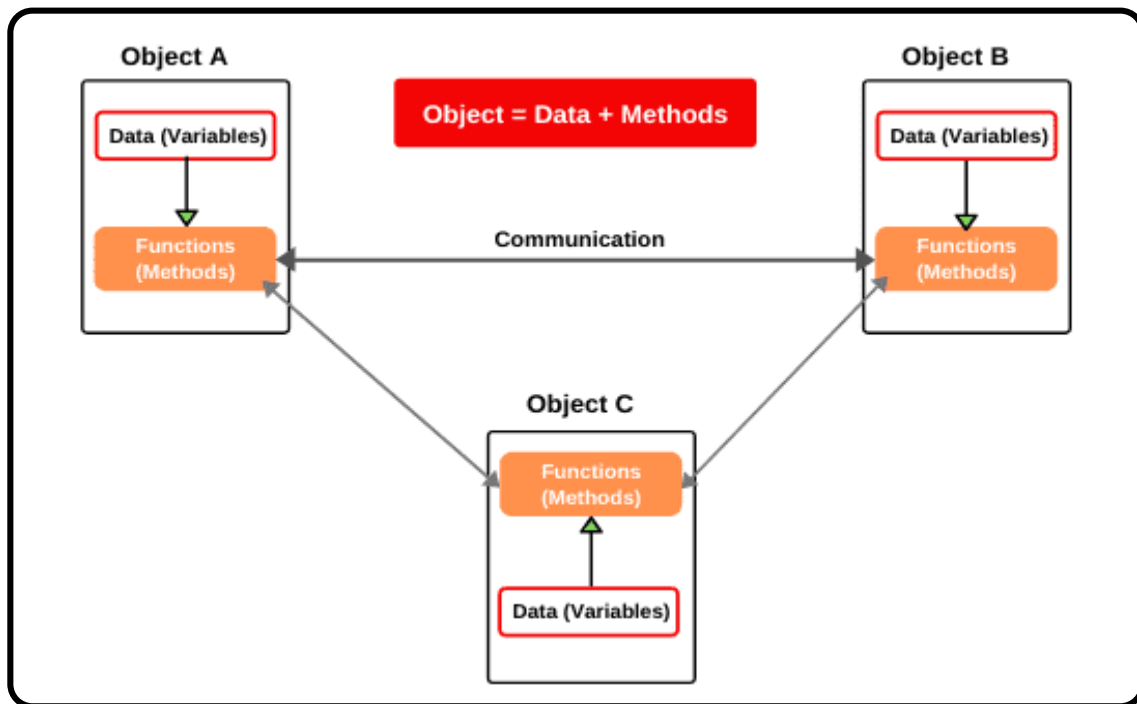 Object A
Object B
Object = Data + Methods
Data (Variables)
Data (Variables)
Functions
(Methods)
Communication
Functions
(Methods)
Object C
Functions
(Methods)
Data (Variables)